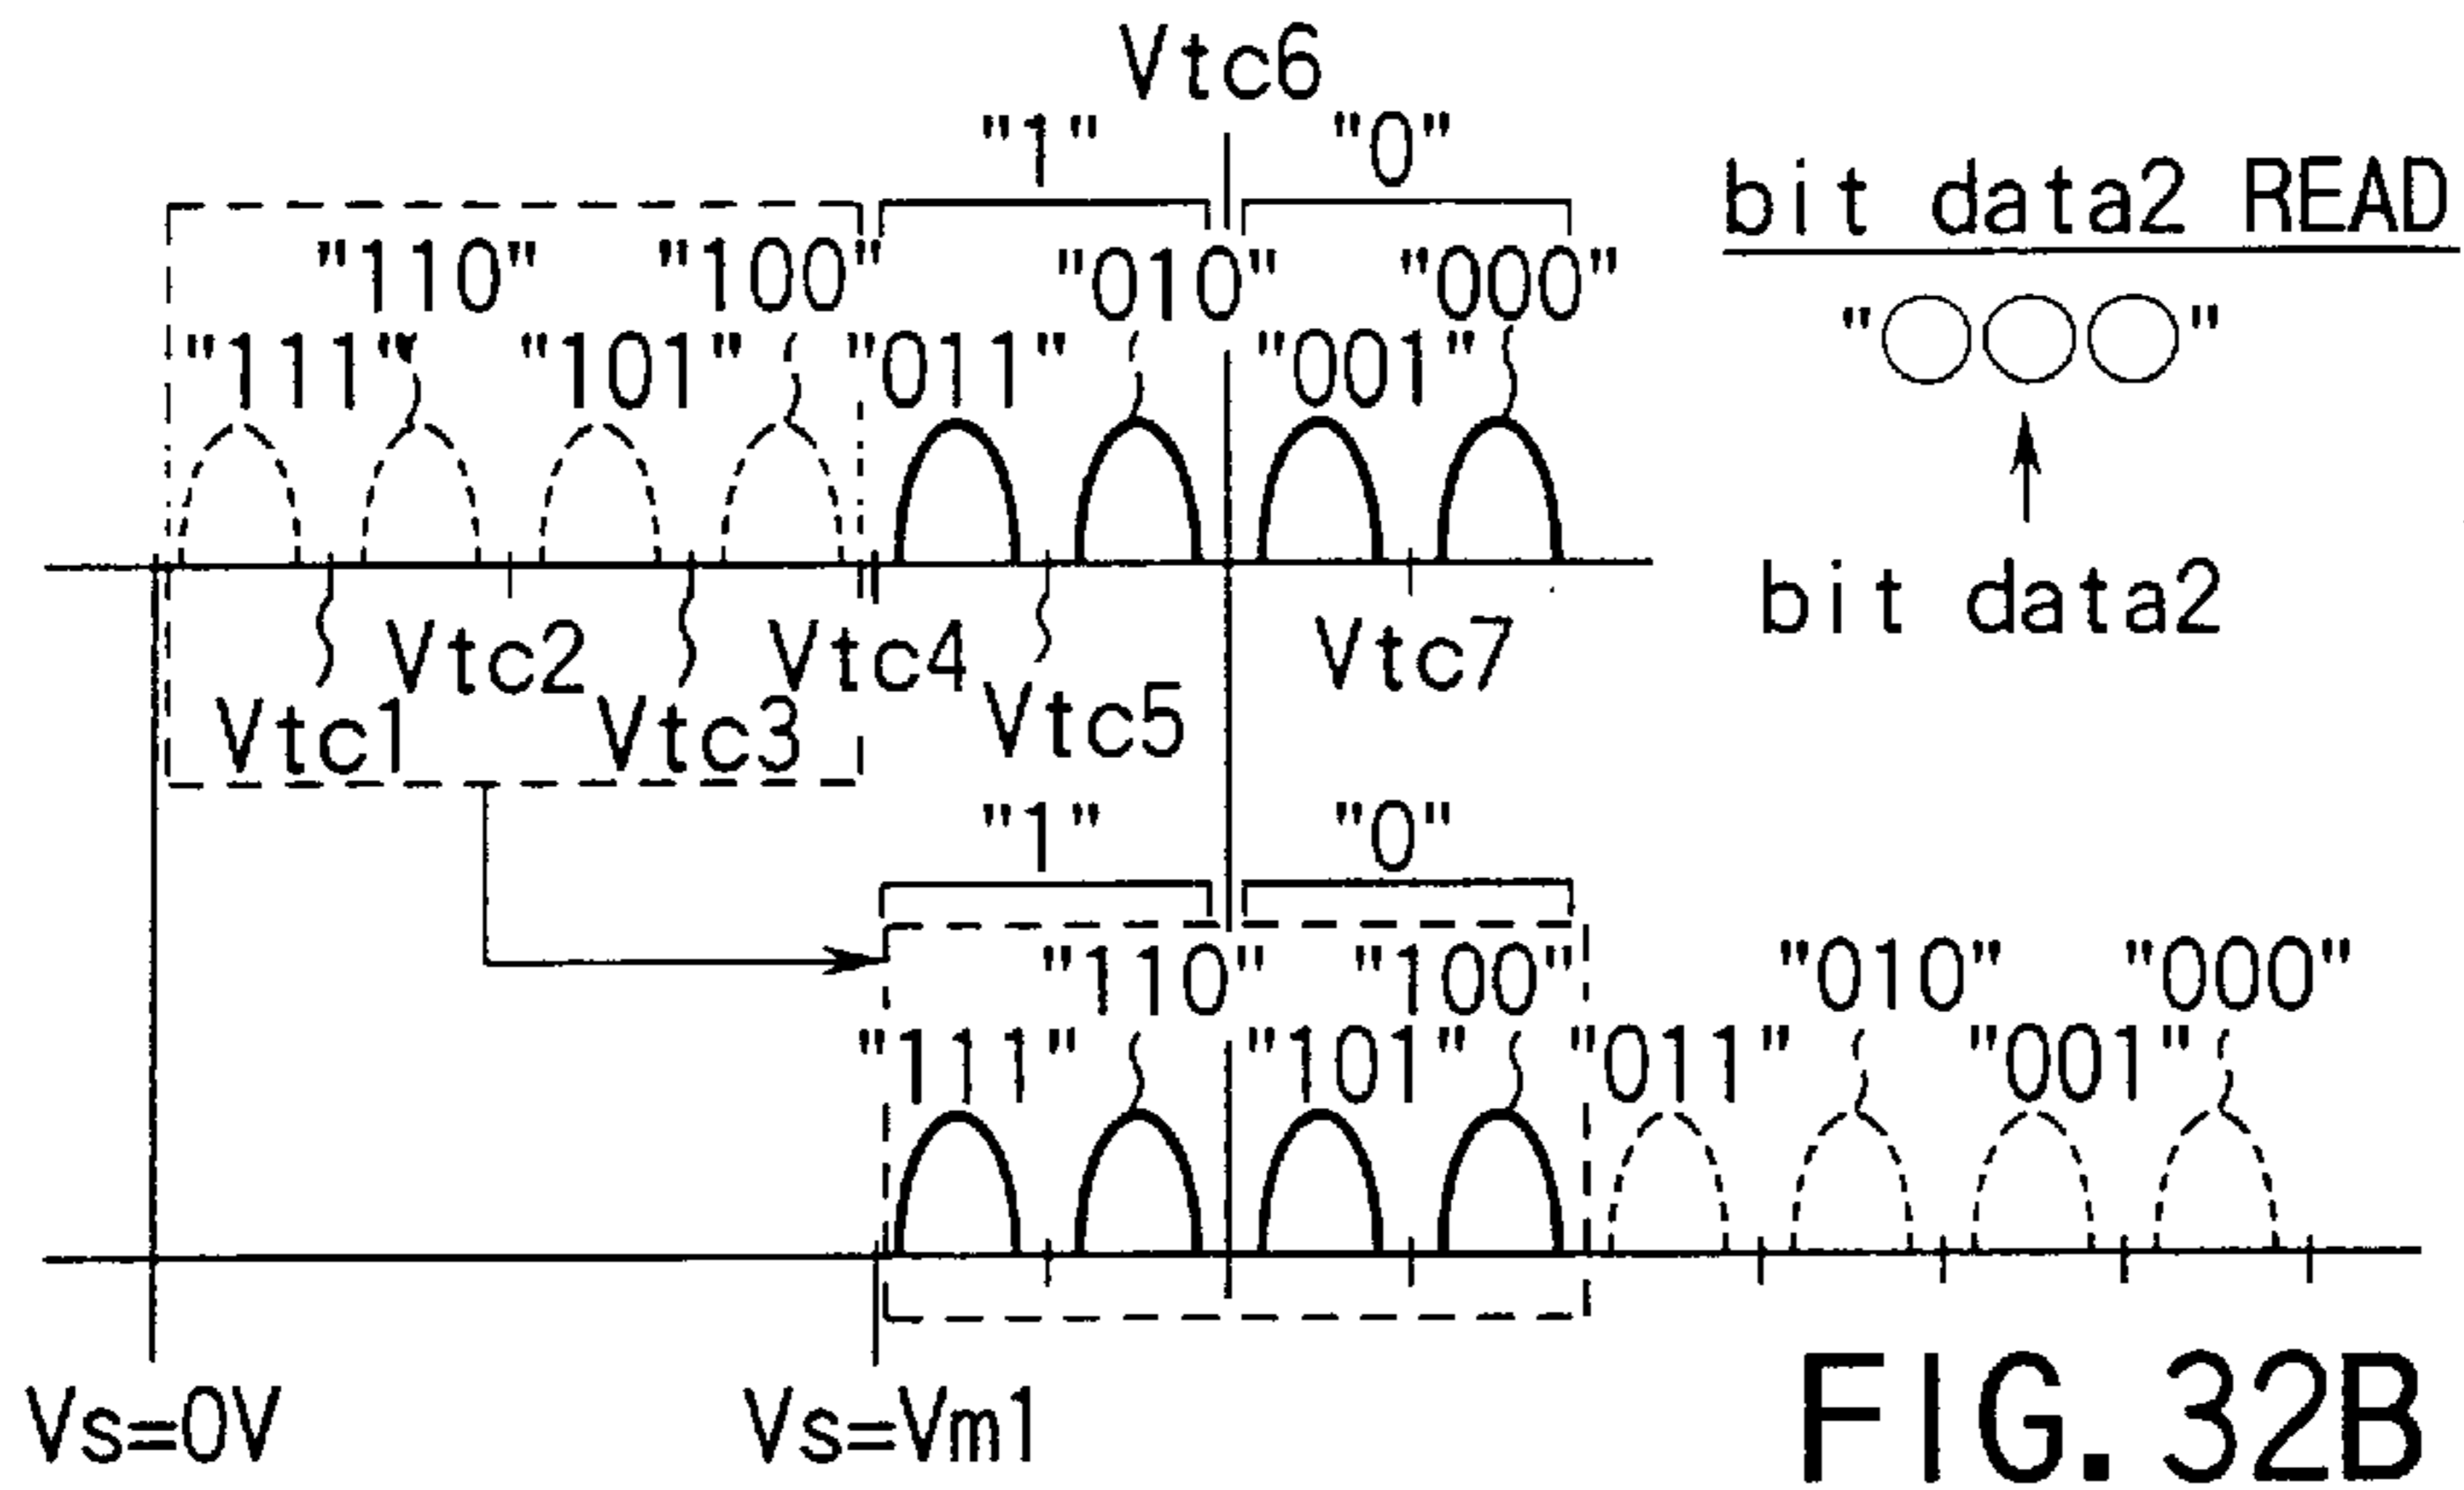 Vtc6
"1" "0"
bit data2 READ
"110" "100" "010" "000"
"○○○"
"111" "101" "011" "001"
bit data2
Vtc2 Vtc4 Vtc7
Vtc1 Vtc3 Vtc5
"1" "0"
"110" "100" "010" "000"
"111" "101" "011" "001"
Vs=0V Vs=Vm1
FIG.32B